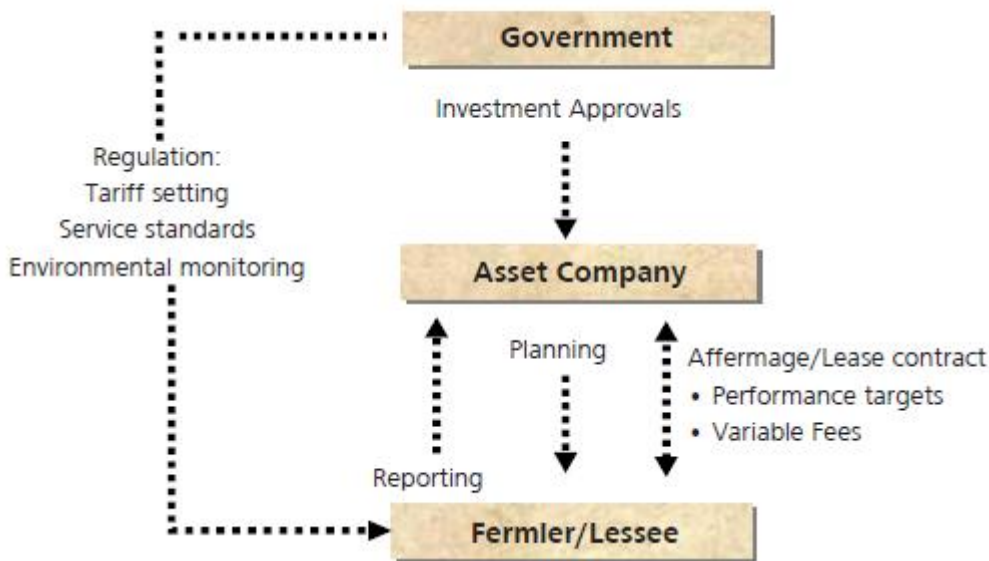 Government
Investment Approvals
Regulation:
Tariff setting
Service standards
Environmental monitoring
Asset Company
Planning
Affermage/Lease contract
• Performance targets
• Variable Fees
Reporting
Fermler/Lessee